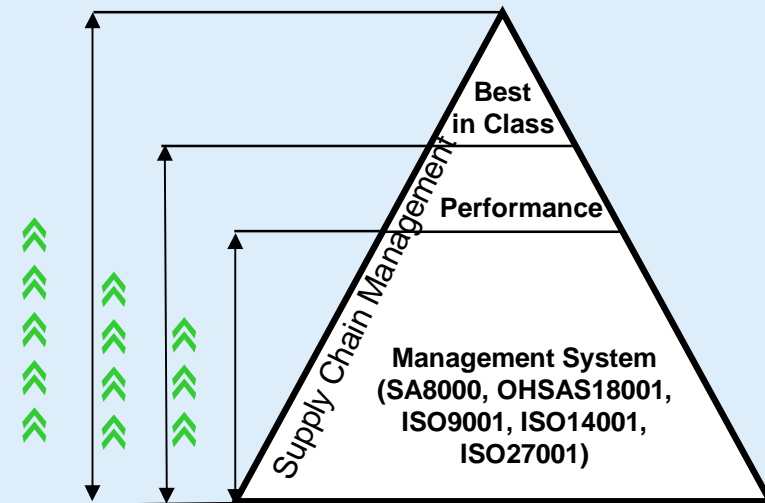 Best
in Class
Performance
Supply Chain Management
Management System
(SA8000, OHSAS18001,
ISO9001, ISO14001,
ISO27001)